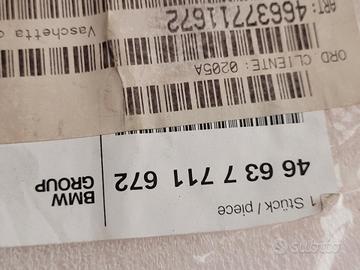 ART: 46637711672
ORD CLIENTE: 0205A
Vaschetta
46 63 7 711 672
BMW
GROUP
1 Stück / piece
subito